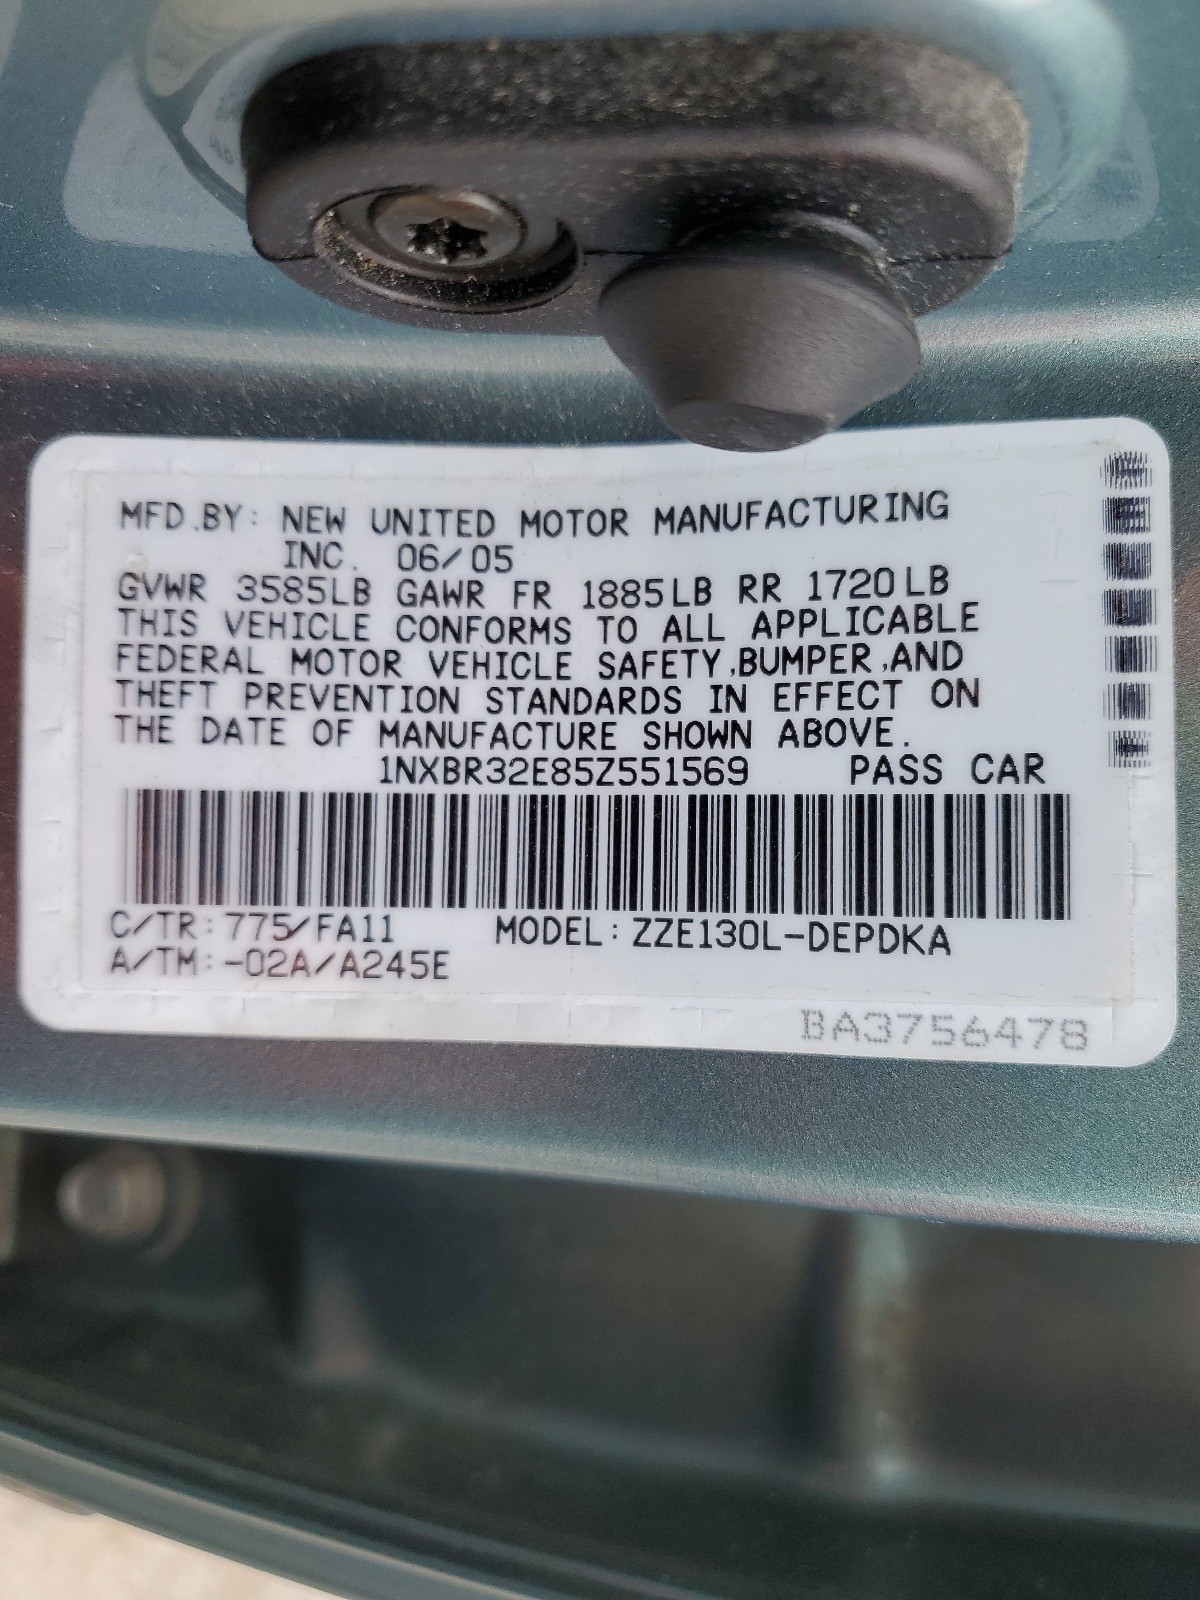 MFD.BY: NEW UNITED MOTOR MANUFACTURING
INC. 06/05
GVWR 3585LB GAWR FR 1885LB RR 1720LB
THIS VEHICLE CONFORMS TO ALL APPLICABLE
FEDERAL MOTOR VEHICLE SAFETY,BUMPER,AND
THEFT PREVENTION STANDARDS IN EFFECT ON
THE DATE OF MANUFACTURE SHOWN ABOVE.
1NXBR32E85Z551569 PASS CAR
C/TR: 775/FA11 MODEL: ZZE130L-DEPDKA
A/TM:-02A/A245E
BA3756478